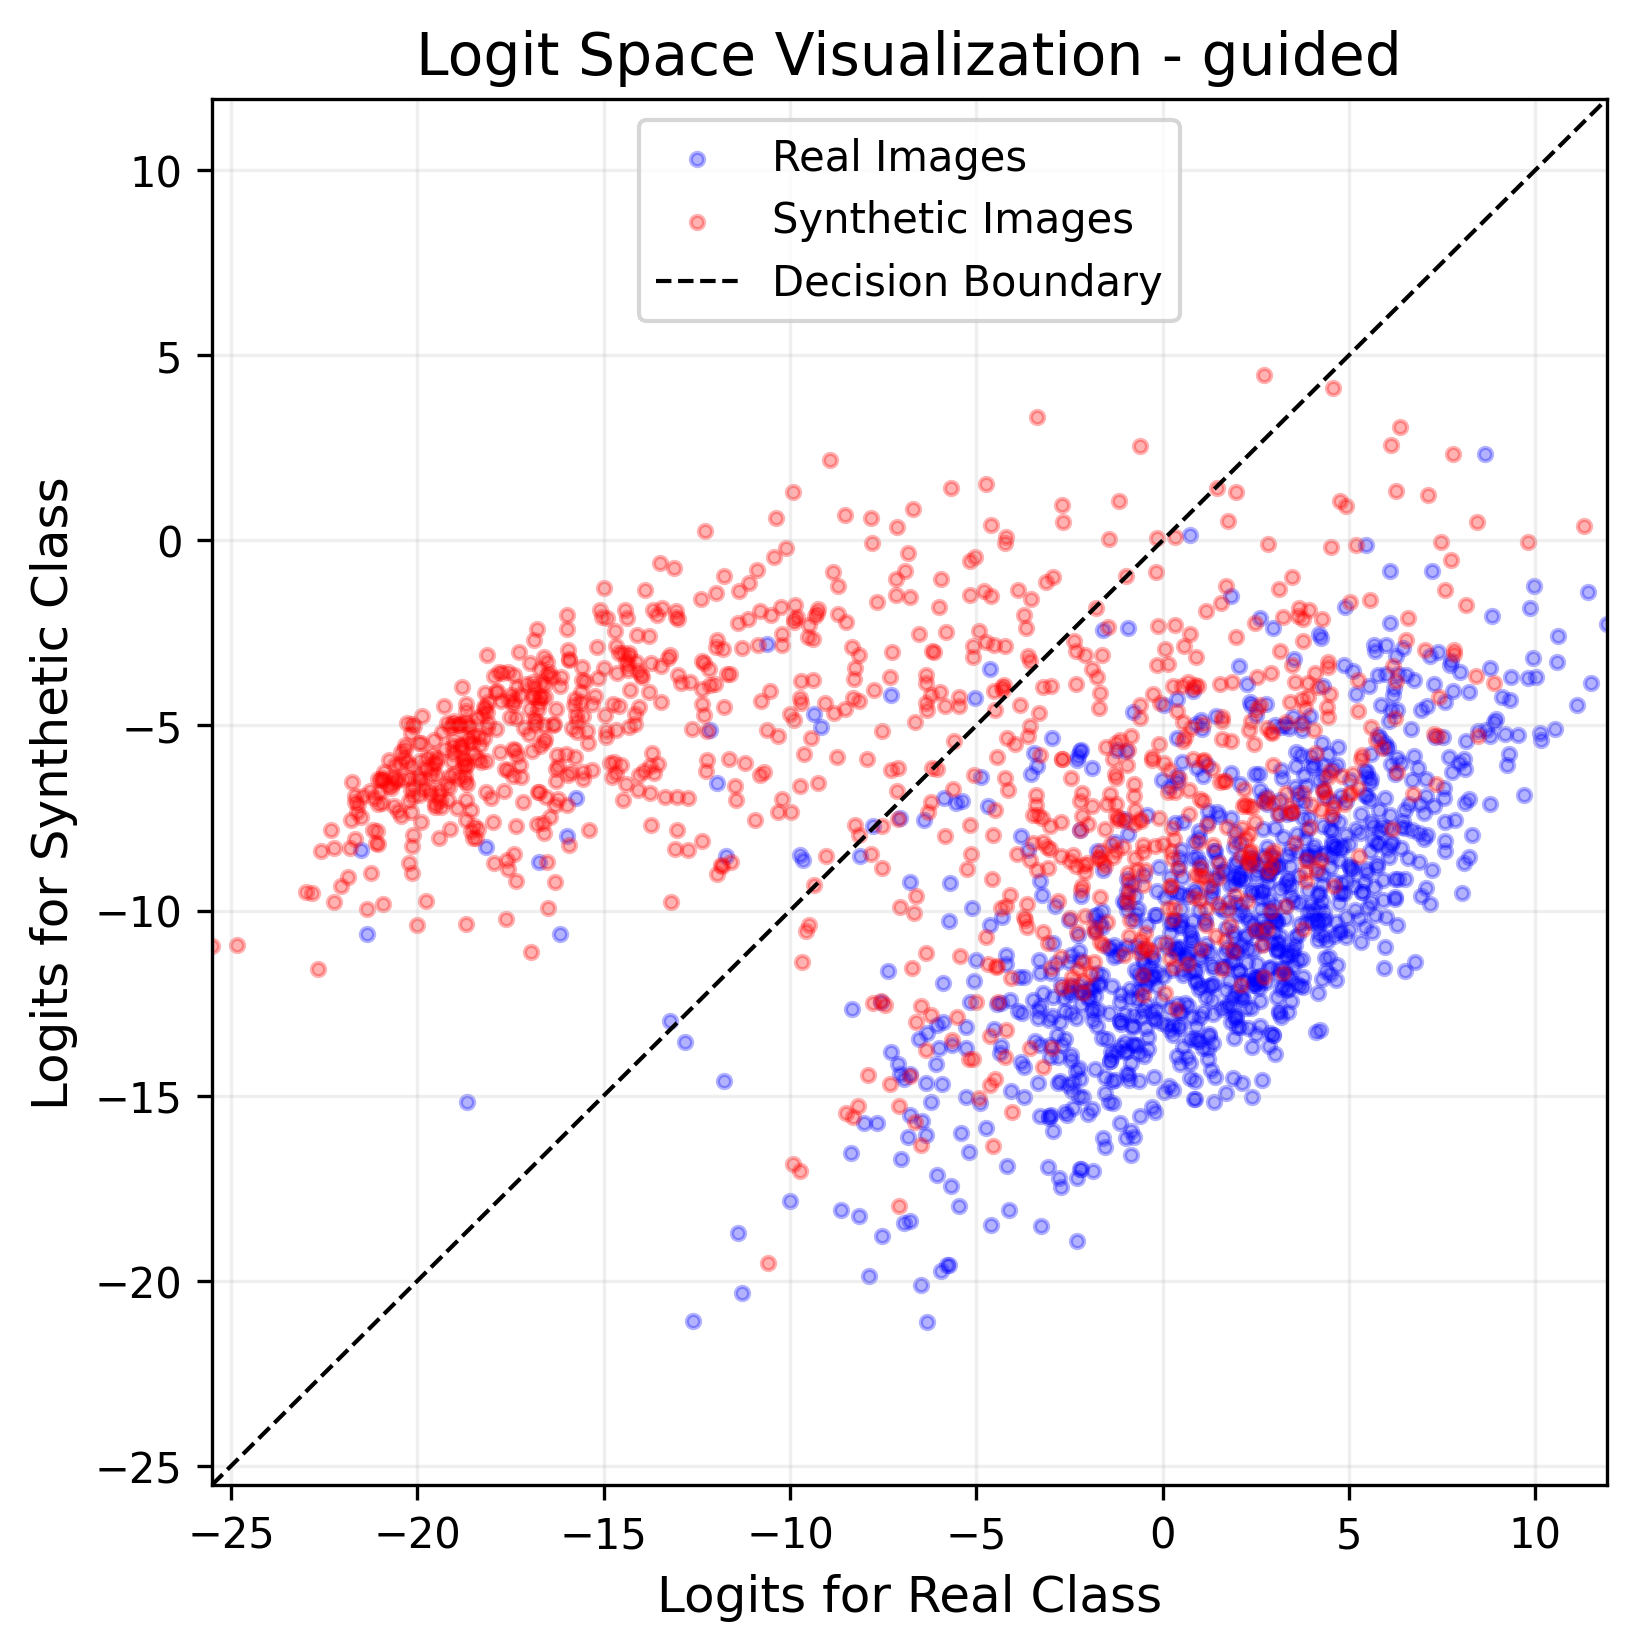 Logit Space Visualization - guided
Real Images
Synthetic Images
Decision Boundary
Logits for Synthetic Class
10
5
0
−5
−10
−15
−20
−25
−25
−20
−15
−10
−5
0
5
10
Logits for Real Class